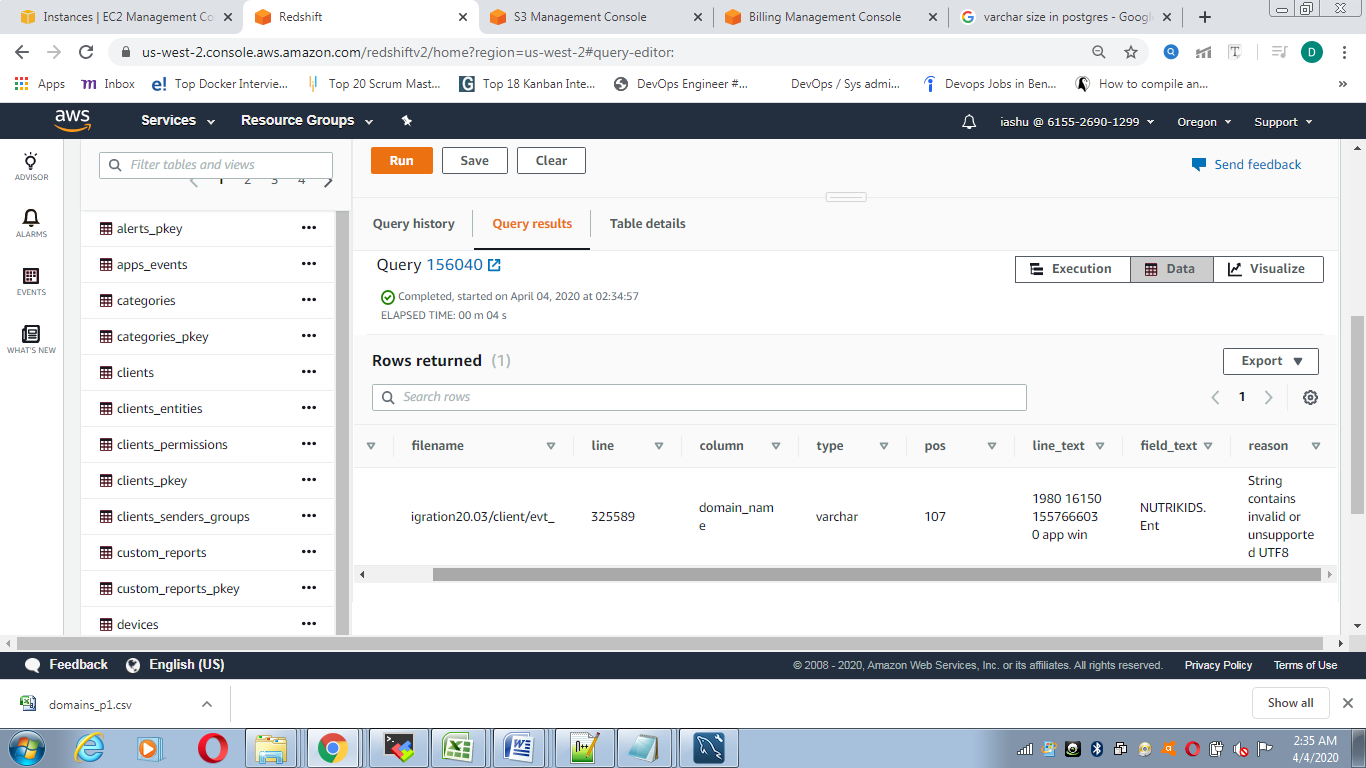 Instances | EC2 Management Co
Redshift
S3 Management Console
Billing Management Console
varchar size in postgres - Google
us-west-2.console.aws.amazon.com/redshiftv2/home?region=us-west-2#query-editor:
D
Apps
Inbox
Top Docker Intervie...
Top 20 Scrum Mast...
Top 18 Kanban Inte...
DevOps Engineer #...
DevOps / Sys admi...
Devops Jobs in Ben...
How to compile an...
aws
Services
Resource Groups
iashu @ 6155-2690-1299
Oregon
Support
ADVISOR
ALARMS
EVENTS
WHAT'S NEW
Filter tables and views
1 2 3 4
alerts_pkey
apps_events
categories
categories_pkey
clients
clients_entities
clients_permissions
clients_pkey
clients_senders_groups
custom_reports
custom_reports_pkey
devices
Run
Save
Clear
Send feedback
Query history
Query results
Table details
Query 156040
Execution
Data
Visualize
Completed, started on April 04, 2020 at 02:34:57
ELAPSED TIME: 00 m 04 s
Rows returned (1)
Export
Search rows
1
filename line column type pos line_text field_text reason
igration20.03/client/evt_
325589
domain_nam
e
varchar
107
1980 16150
155766603
0 app win
NUTRIKIDS.
Ent
String
contains
invalid or
unsupporte
d UTF8
Feedback
English (US)
© 2008 - 2020, Amazon Web Services, Inc. or its affiliates. All rights reserved.
Privacy Policy
Terms of Use
domains_p1.csv
Show all
2:35 AM
4/4/2020